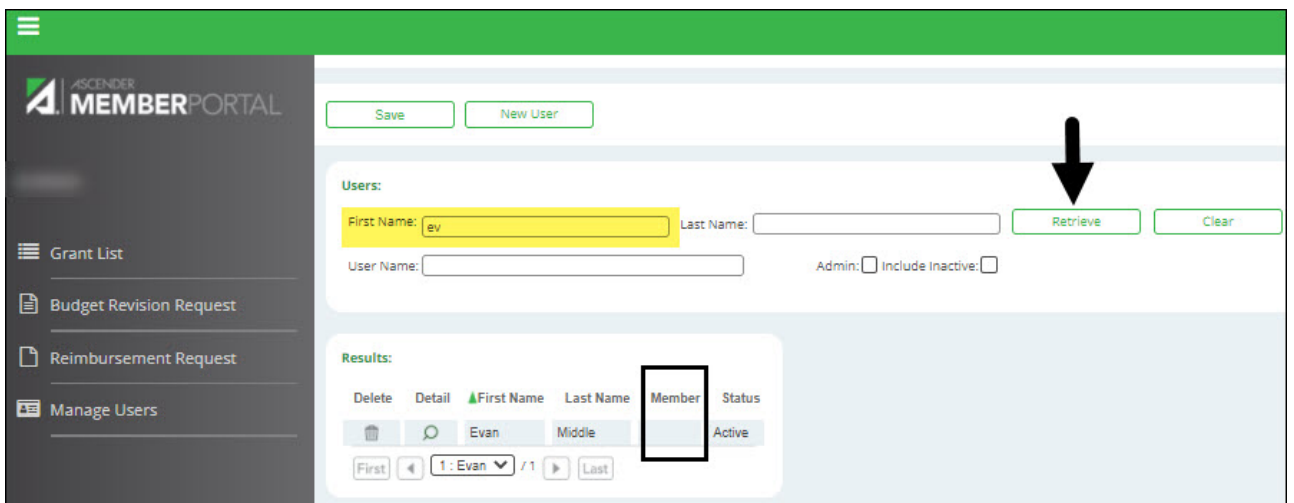 ASCENDER
MEMBERPORTAL
Grant List
Budget Revision Request
Reimbursement Request
Manage Users
Save New User
Users:
First Name: ev Last Name: Retrieve Clear
User Name: Admin: Include Inactive:
Results:
Delete Detail First Name Last Name Member Status
Evan Middle Active
First 1 : Evan / 1 Last